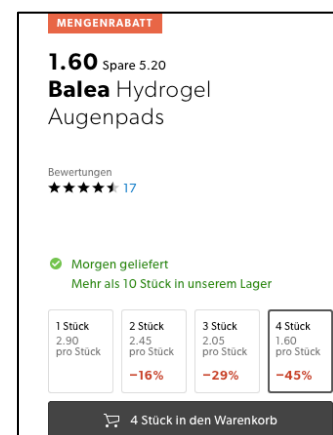 MENGENRABATT
1.60 Spare 5.20
Balea Hydrogel
Augenpads
Bewertungen
17
Morgen geliefert
Mehr als 10 Stück in unserem Lager
1 Stück
2.90
pro Stück
2 Stück
2.45
pro Stück
−16%
3 Stück
2.05
pro Stück
−29%
4 Stück
1.60
pro Stück
−45%
4 Stück in den Warenkorb